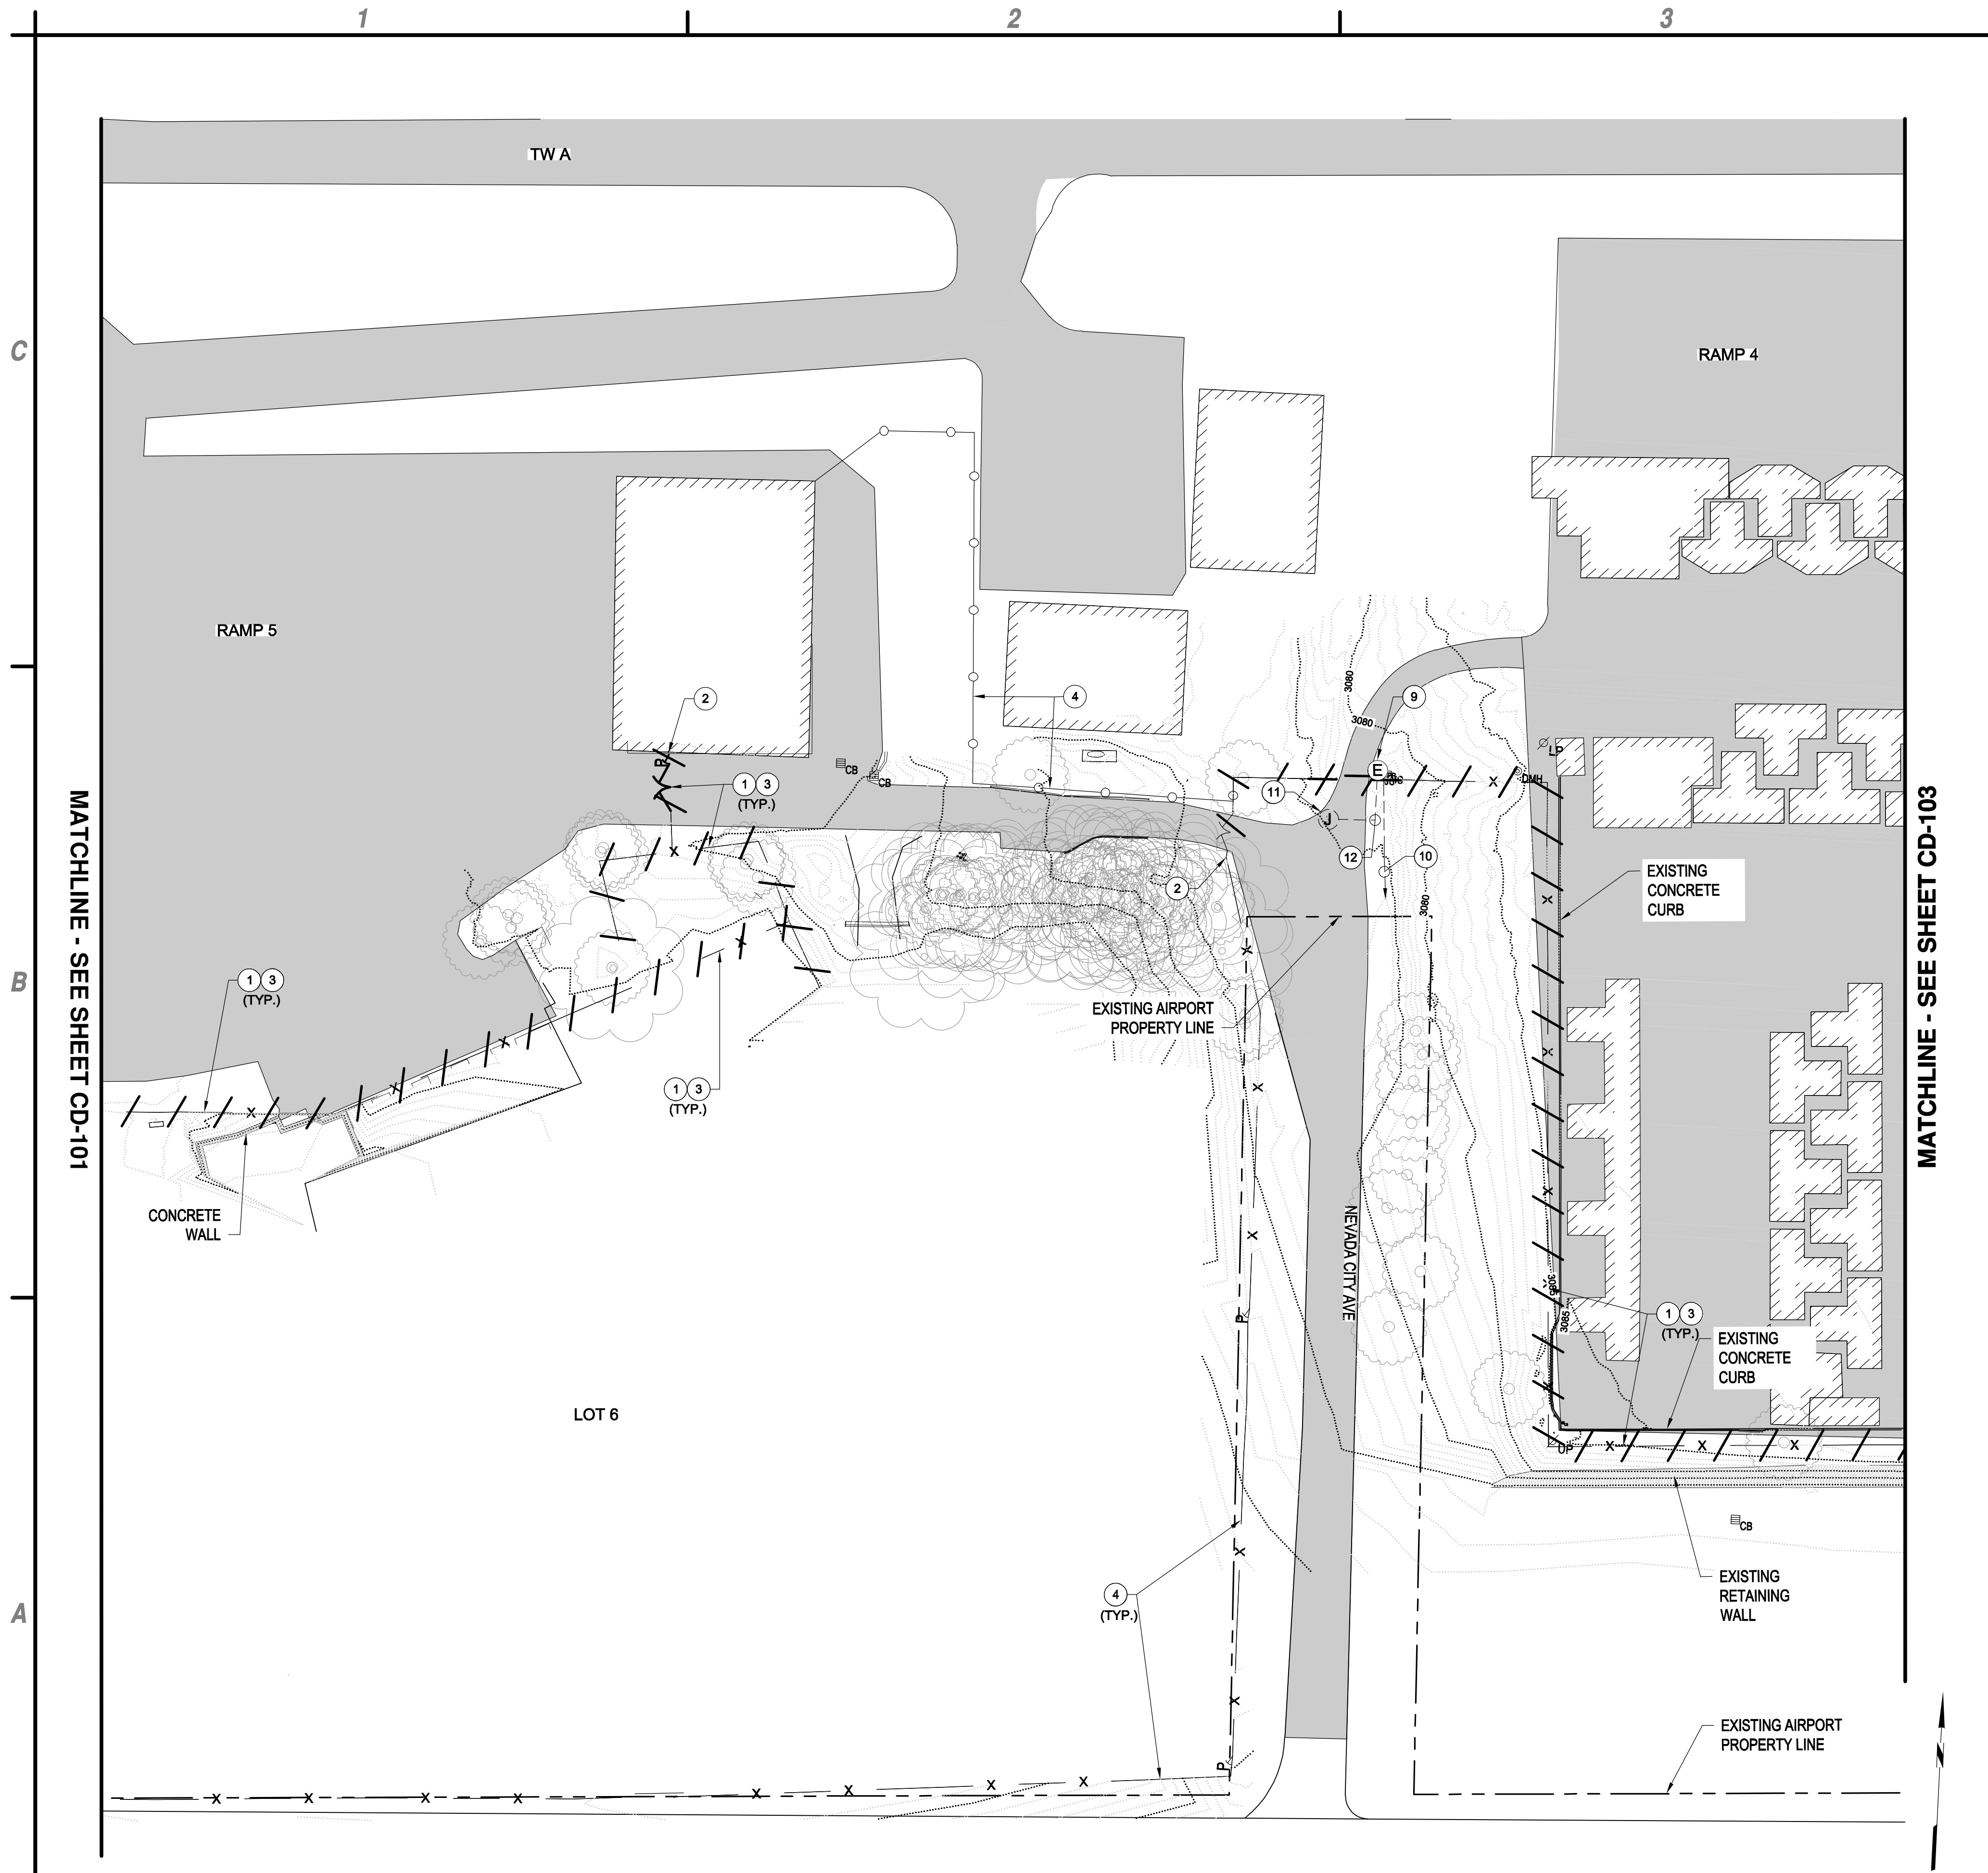 1
2
3
TW A
C
RAMP 4
RAMP 5
2
4
9
3080
3080
P
LP
CB
CB
E
DMH
1 3
(TYP.)
X
11
J
MATCHLINE - SEE SHEET CD-101
MATCHLINE - SEE SHEET CD-103
X
12
10
2
EXISTING
CONCRETE
CURB
X
3080
X
X
B
1 3
(TYP.)
EXISTING AIRPORT
PROPERTY LINE
X
X
X
X
1 3
(TYP.)
X
X
CONCRETE
WALL
X
NEVADA CITY AVE
X
3085
3085
1 3
(TYP.)
P
EXISTING
CONCRETE
CURB
LOT 6
X
X
X
X
UP
CB
X
EXISTING
RETAINING
WALL
4
(TYP.)
A
X
EXISTING AIRPORT
PROPERTY LINE
N
P
X
X
X
X
X
X
X
X